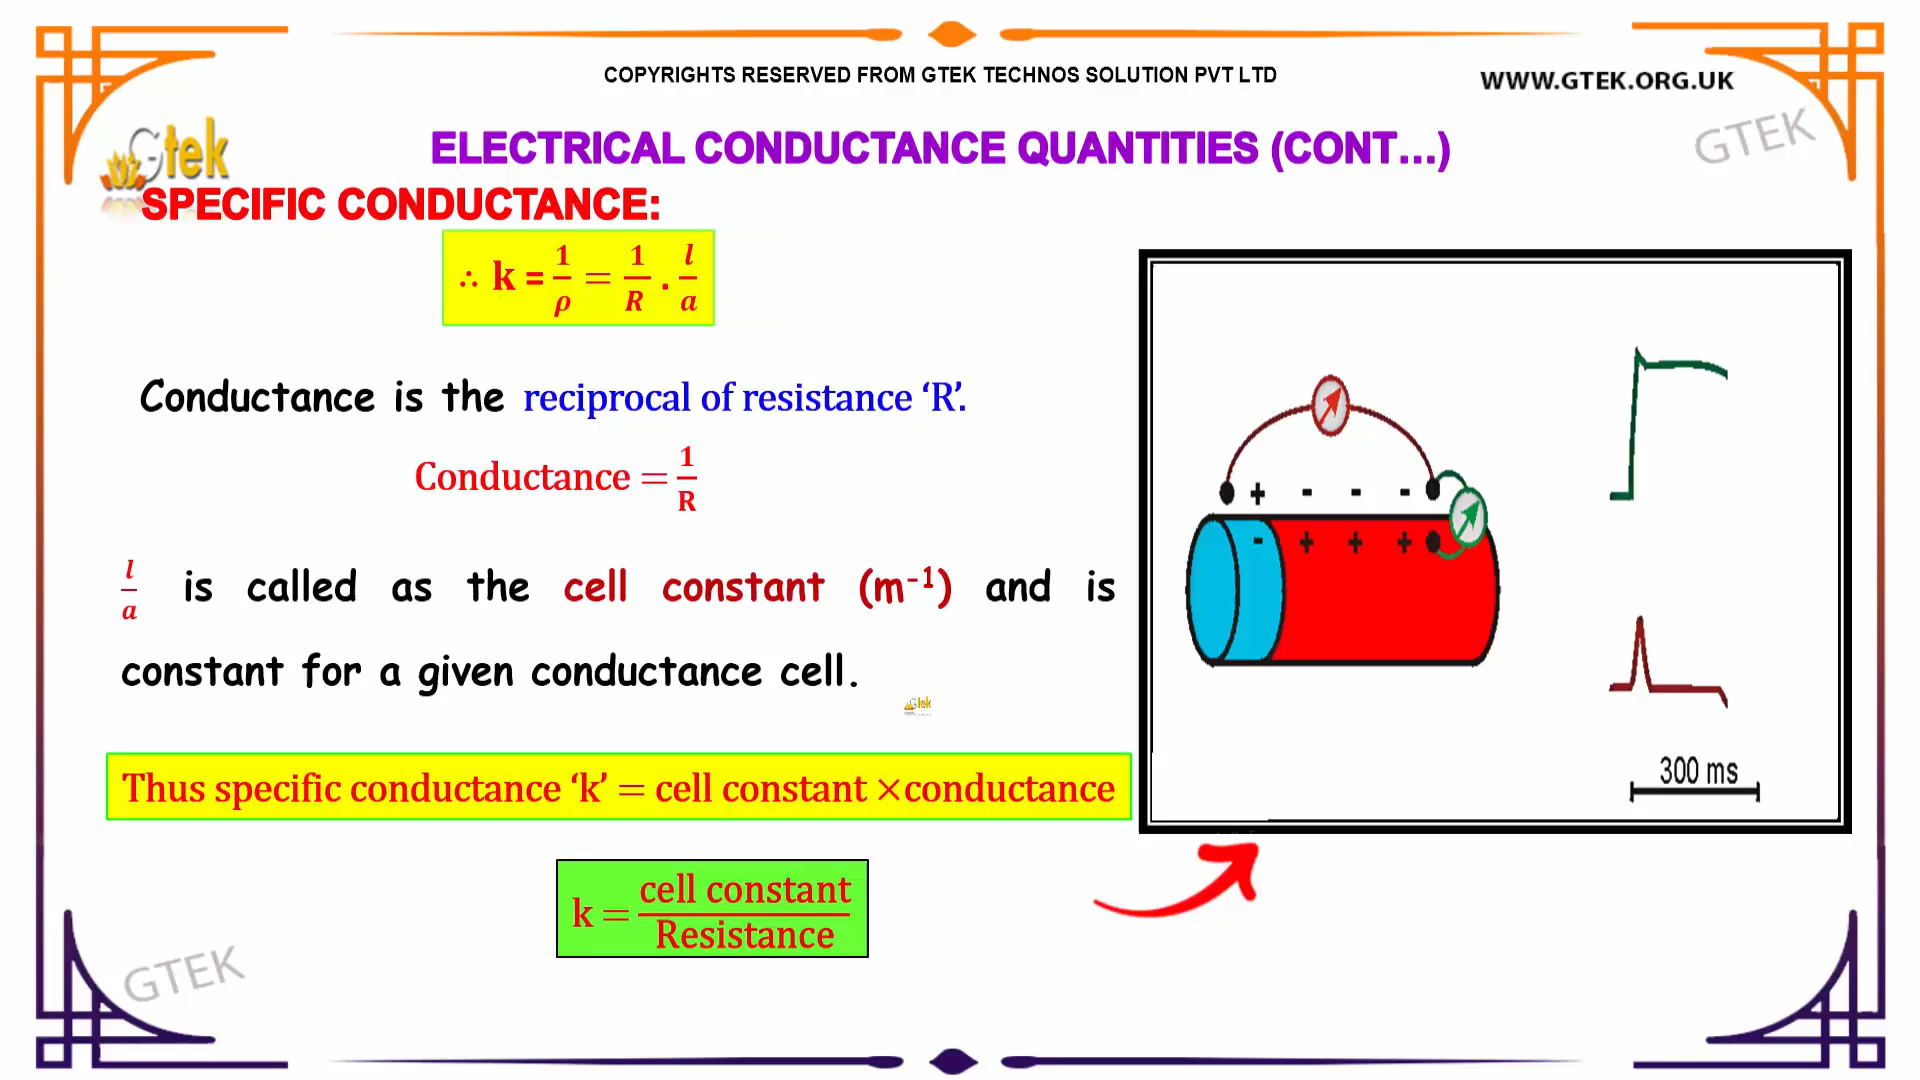 COPYRIGHTS RESERVED FROM GTEK TECHNOS SOLUTION PVT LTD
WWW.GTEK.ORG.UK
Gtek
GTEK
ELECTRICAL CONDUCTANCE QUANTITIES (CONT...)
SPECIFIC CONDUCTANCE:
∴ k = 1/ρ = 1/R . l/a
Conductance is the reciprocal of resistance ‘R’.
Conductance = 1/R
l/a is called as the cell constant (m⁻¹) and is
constant for a given conductance cell.
Gtek
Thus specific conductance ‘k’ = cell constant ×conductance
k = cell constant/Resistance
+ - - -
- + + +
300 ms
GTEK